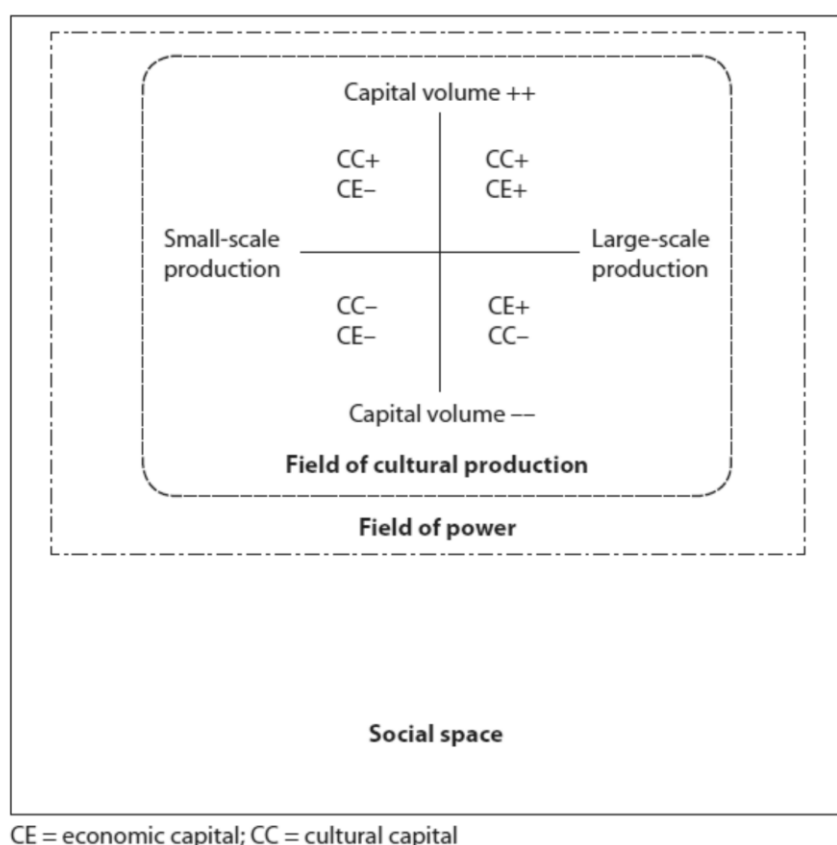 Capital volume ++
CC+
CE–
CC+
CE+
Small-scale
production
Large-scale
production
CC–
CE–
CE+
CC–
Capital volume ––
Field of cultural production
Field of power
Social space
CE = economic capital; CC = cultural capital